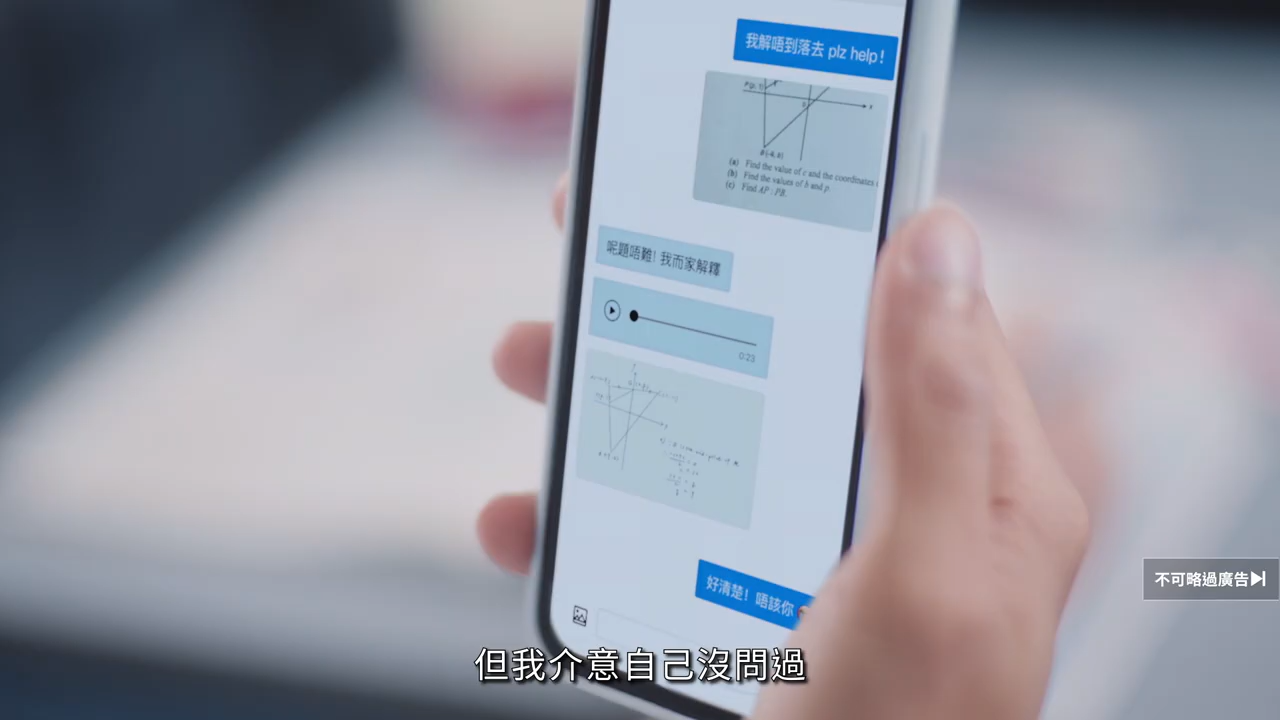 我解唔到落去 plz help！
(a) Find the value of c and the coordinates
(b) Find the values of h and p.
(c) Find AP : PB.
呢題唔難! 我而家解釋
0:23
好清楚！唔該你
不可略過廣告
但我介意自己沒問過